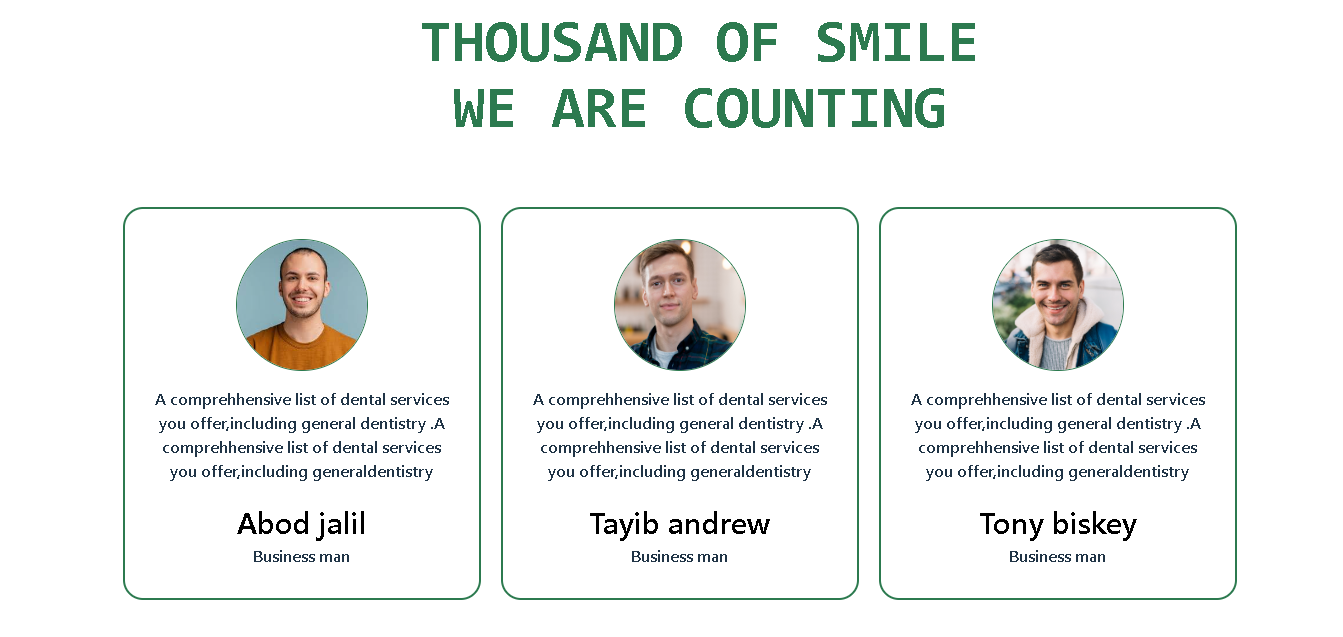 THOUSAND OF SMILE
WE ARE COUNTING
A comprehhensive list of dental services
you offer,including general dentistry .A
comprehhensive list of dental services
you offer,including generaldentistry
Abod jalil
Business man
A comprehhensive list of dental services
you offer,including general dentistry .A
comprehhensive list of dental services
you offer,including generaldentistry
Tayib andrew
Business man
A comprehhensive list of dental services
you offer,including general dentistry .A
comprehhensive list of dental services
you offer,including generaldentistry
Tony biskey
Business man